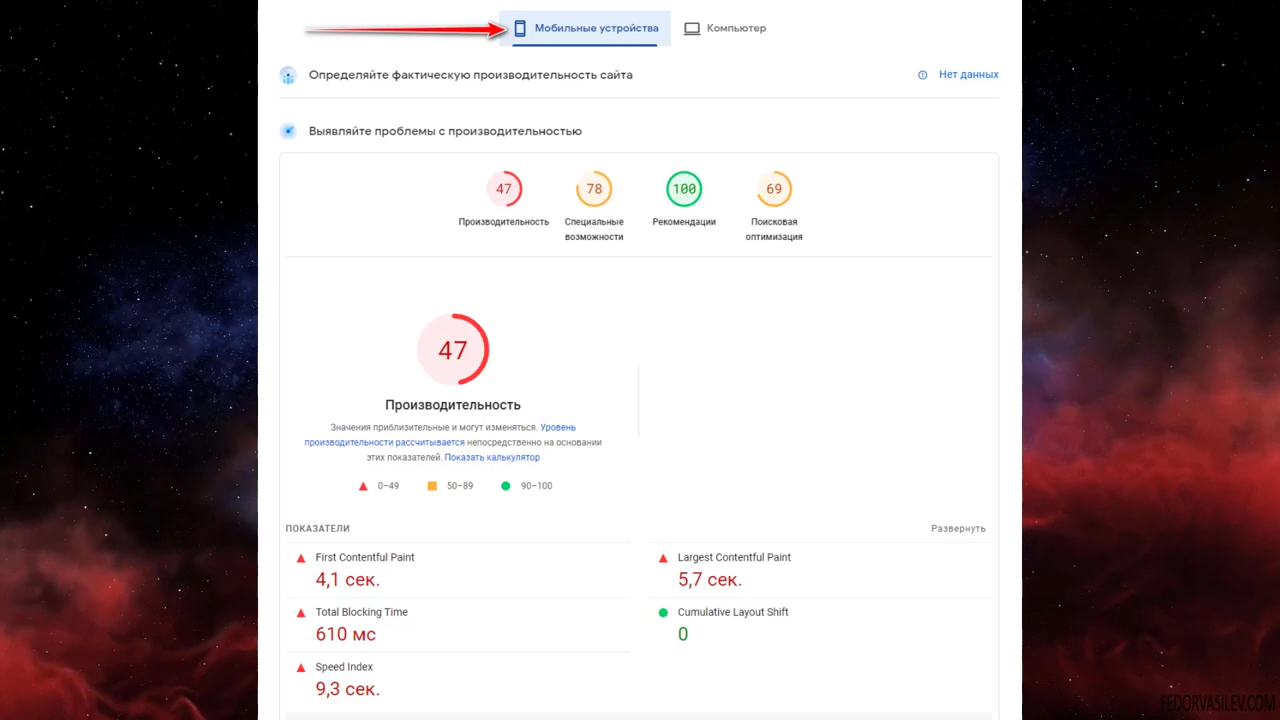 Мобильные устройства
Компьютер
Определяйте фактическую производительность сайта
Нет данных
Выявляйте проблемы с производительностью
47
78
100
69
Производительность
Специальные
возможности
Рекомендации
Поисковая
оптимизация
47
Производительность
Значения приблизительные и могут изменяться. Уровень
производительности рассчитывается непосредственно на основании
этих показателей. Показать калькулятор
0–49
50–89
90–100
ПОКАЗАТЕЛИ
Развернуть
First Contentful Paint
4,1 сек.
Largest Contentful Paint
5,7 сек.
Total Blocking Time
610 мс
Cumulative Layout Shift
0
Speed Index
9,3 сек.
FEDORVASILEV.COM